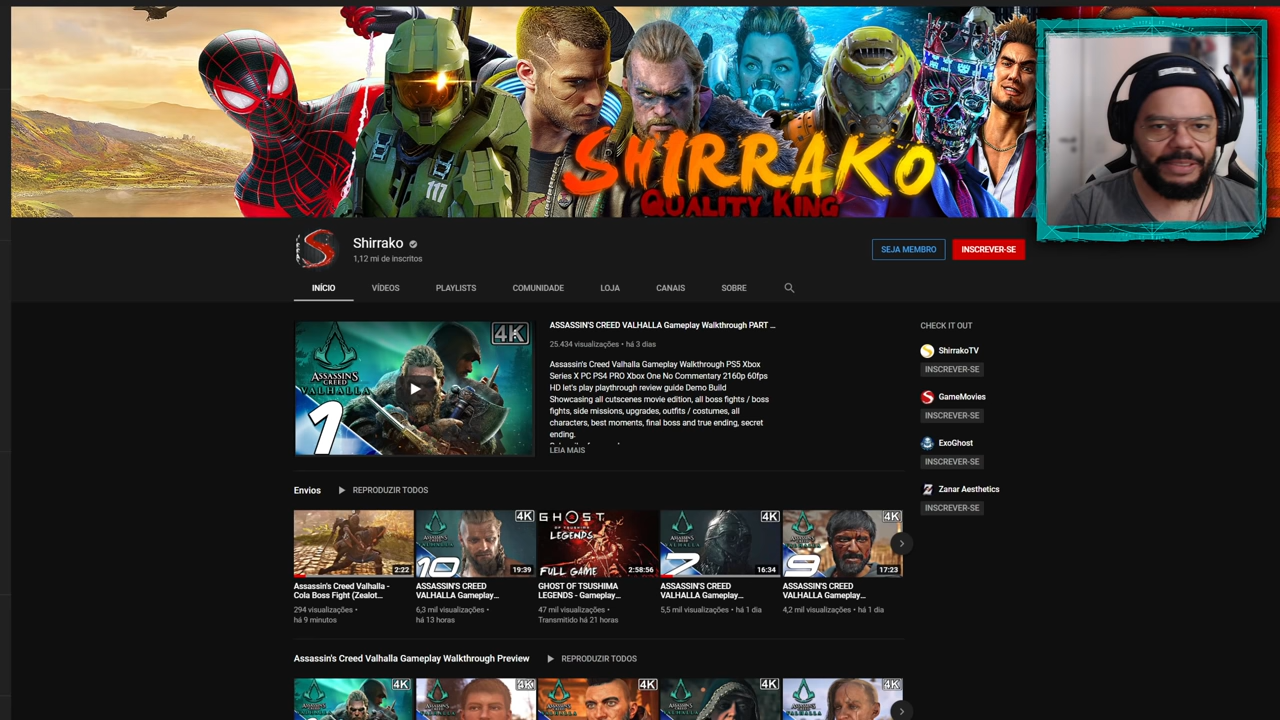 SHIRRAKO
QUALITY KING
117
Shirrako
1,12 mi de inscritos
SEJA MEMBRO
INSCREVER-SE
INÍCIO
VÍDEOS
PLAYLISTS
COMUNIDADE
LOJA
CANAIS
SOBRE
4K
ASSASSIN'S
CREED
VALHALLA
1
ASSASSIN'S CREED VALHALLA Gameplay Walkthrough PART ...
25.434 visualizações • há 3 dias
Assassin's Creed Valhalla Gameplay Walkthrough PS5 Xbox
Series X PC PS4 PRO Xbox One No Commentary 2160p 60fps
HD let's play playthrough review guide Demo Build
Showcasing all cutscenes movie edition, all boss fights / boss
fights, side missions, upgrades, outfits / costumes, all
characters, best moments, final boss and true ending, secret
ending.
LEIA MAIS
CHECK IT OUT
ShirrakoTV
INSCREVER-SE
GameMovies
INSCREVER-SE
ExoGhost
INSCREVER-SE
Zanar Aesthetics
INSCREVER-SE
Envios
REPRODUZIR TODOS
2:22
Assassin's Creed Valhalla -
Cola Boss Fight (Zealot...
294 visualizações •
há 9 minutos
4K
10
19:39
ASSASSIN'S CREED
VALHALLA Gameplay...
6,3 mil visualizações •
há 13 horas
GHOST
OF TSUSHIMA
LEGENDS
FULL GAME
2:58:56
GHOST OF TSUSHIMA
LEGENDS - Gameplay...
47 mil visualizações •
Transmitido há 21 horas
4K
7
16:34
ASSASSIN'S CREED
VALHALLA Gameplay...
5,5 mil visualizações • há 1 dia
4K
9
17:23
ASSASSIN'S CREED
VALHALLA Gameplay...
4,2 mil visualizações • há 1 dia
Assassin's Creed Valhalla Gameplay Walkthrough Preview
REPRODUZIR TODOS
4K
4K
4K
4K
4K